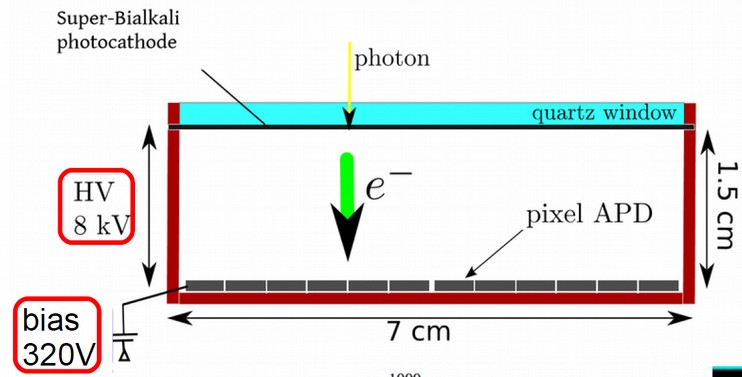 Super-Bialkali
photocathode
photon
quartz window
HV
8 kV
e⁻
pixel APD
1.5 cm
bias
320V
7 cm